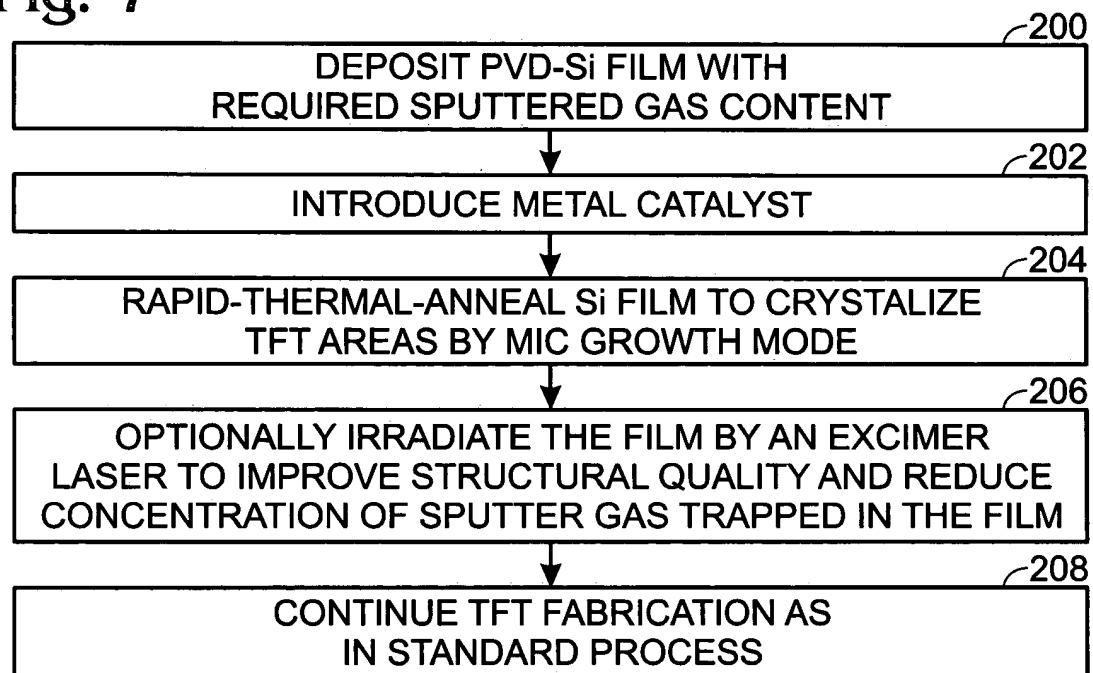 Fig. 7
200
DEPOSIT PVD-Si FILM WITH
REQUIRED SPUTTERED GAS CONTENT
202
INTRODUCE METAL CATALYST
204
RAPID-THERMAL-ANNEAL Si FILM TO CRYSTALIZE
TFT AREAS BY MIC GROWTH MODE
206
OPTIONALLY IRRADIATE THE FILM BY AN EXCIMER
LASER TO IMPROVE STRUCTURAL QUALITY AND REDUCE
CONCENTRATION OF SPUTTER GAS TRAPPED IN THE FILM
208
CONTINUE TFT FABRICATION AS
IN STANDARD PROCESS